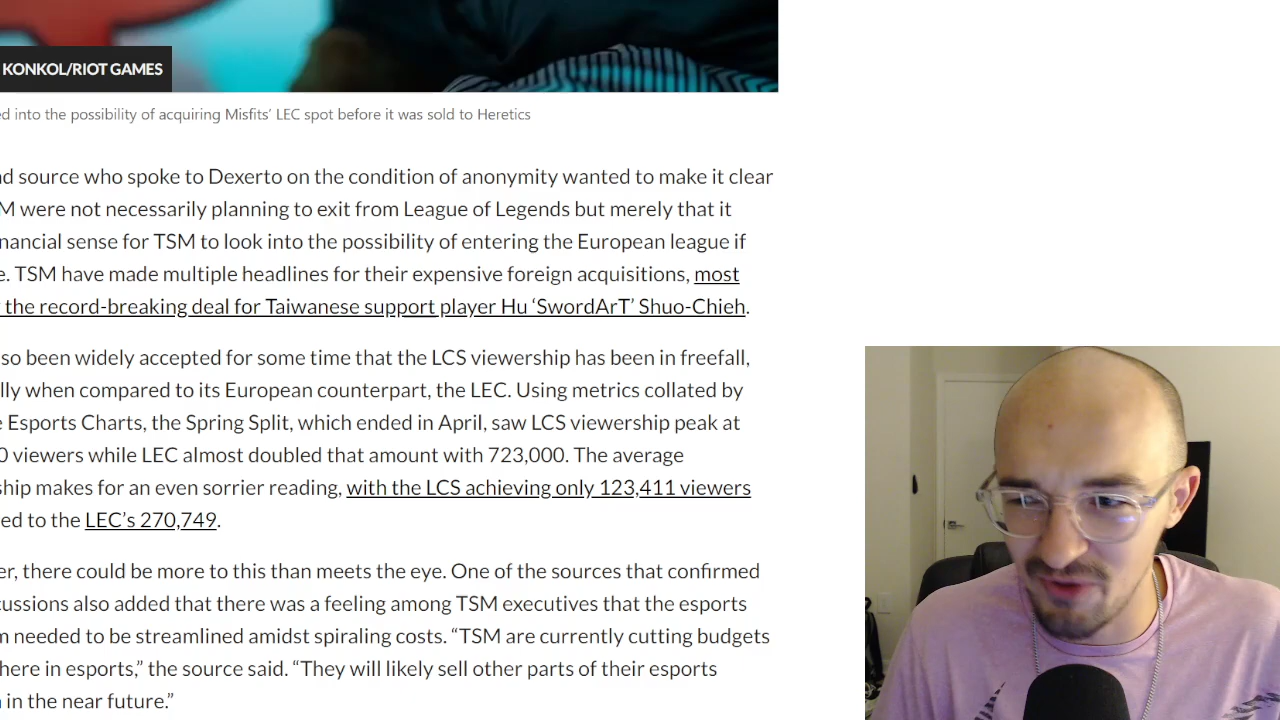 KONKOL/RIOT GAMES
ed into the possibility of acquiring Misfits' LEC spot before it was sold to Heretics
nd source who spoke to Dexerto on the condition of anonymity wanted to make it clear
M were not necessarily planning to exit from League of Legends but merely that it
nancial sense for TSM to look into the possibility of entering the European league if
e. TSM have made multiple headlines for their expensive foreign acquisitions, most
the record-breaking deal for Taiwanese support player Hu ‘SwordArT’ Shuo-Chieh.
so been widely accepted for some time that the LCS viewership has been in freefall,
lly when compared to its European counterpart, the LEC. Using metrics collated by
e Esports Charts, the Spring Split, which ended in April, saw LCS viewership peak at
0 viewers while LEC almost doubled that amount with 723,000. The average
ship makes for an even sorrier reading, with the LCS achieving only 123,411 viewers
ed to the LEC’s 270,749.
er, there could be more to this than meets the eye. One of the sources that confirmed
cussions also added that there was a feeling among TSM executives that the esports
m needed to be streamlined amidst spiraling costs. “TSM are currently cutting budgets
here in esports,” the source said. “They will likely sell other parts of their esports
in the near future.”